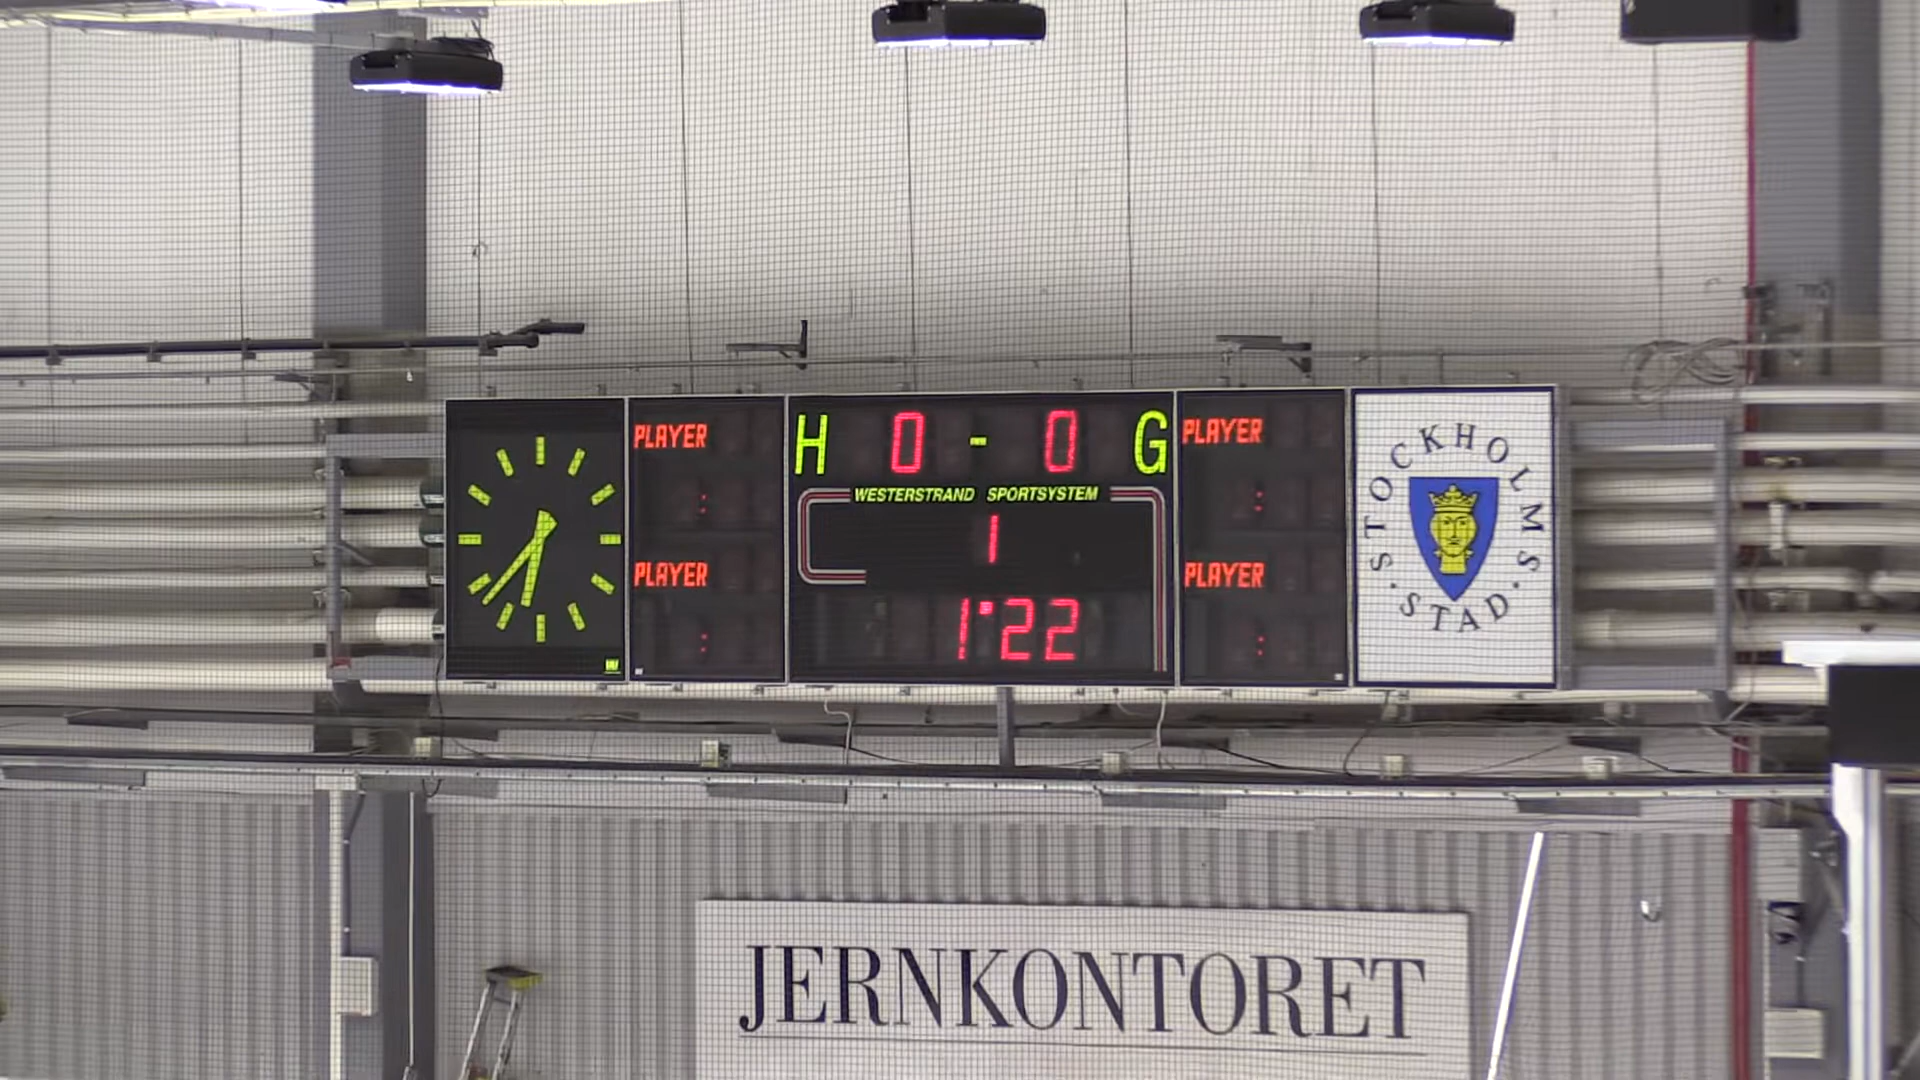 PLAYER
:
PLAYER
:
H 0 - 0 G
WESTERSTRAND SPORTSYSTEM
1
1:22
PLAYER
:
PLAYER
:
STOCKHOLMS
· STAD ·
JERNKONTORET